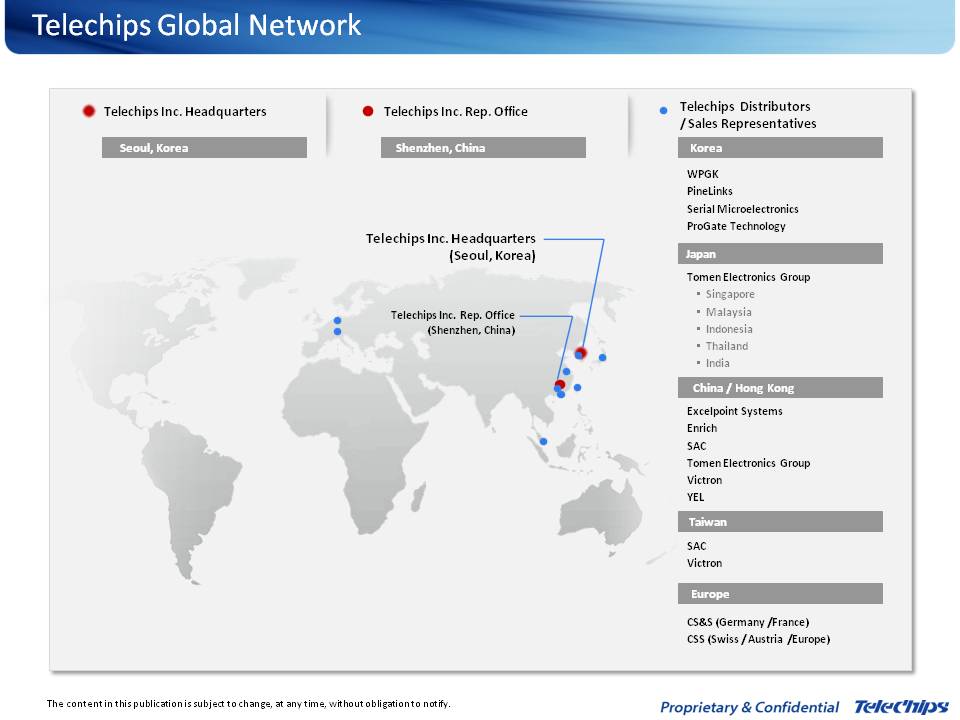 Telechips Global Network
Telechips Inc. Headquarters
Seoul, Korea
Telechips Inc. Rep. Office
Shenzhen, China
Telechips Distributors
/ Sales Representatives
Korea
WPGK
PineLinks
Serial Microelectronics
ProGate Technology
Japan
Tomen Electronics Group
▪ Singapore
▪ Malaysia
▪ Indonesia
▪ Thailand
▪ India
China / Hong Kong
Excelpoint Systems
Enrich
SAC
Tomen Electronics Group
Victron
YEL
Taiwan
SAC
Victron
Europe
CS&S (Germany /France)
CSS (Swiss / Austria /Europe)
Telechips Inc. Headquarters
(Seoul, Korea)
Telechips Inc. Rep. Office
(Shenzhen, China)
The content in this publication is subject to change, at any time, without obligation to notify.
Proprietary & Confidential
Telechips